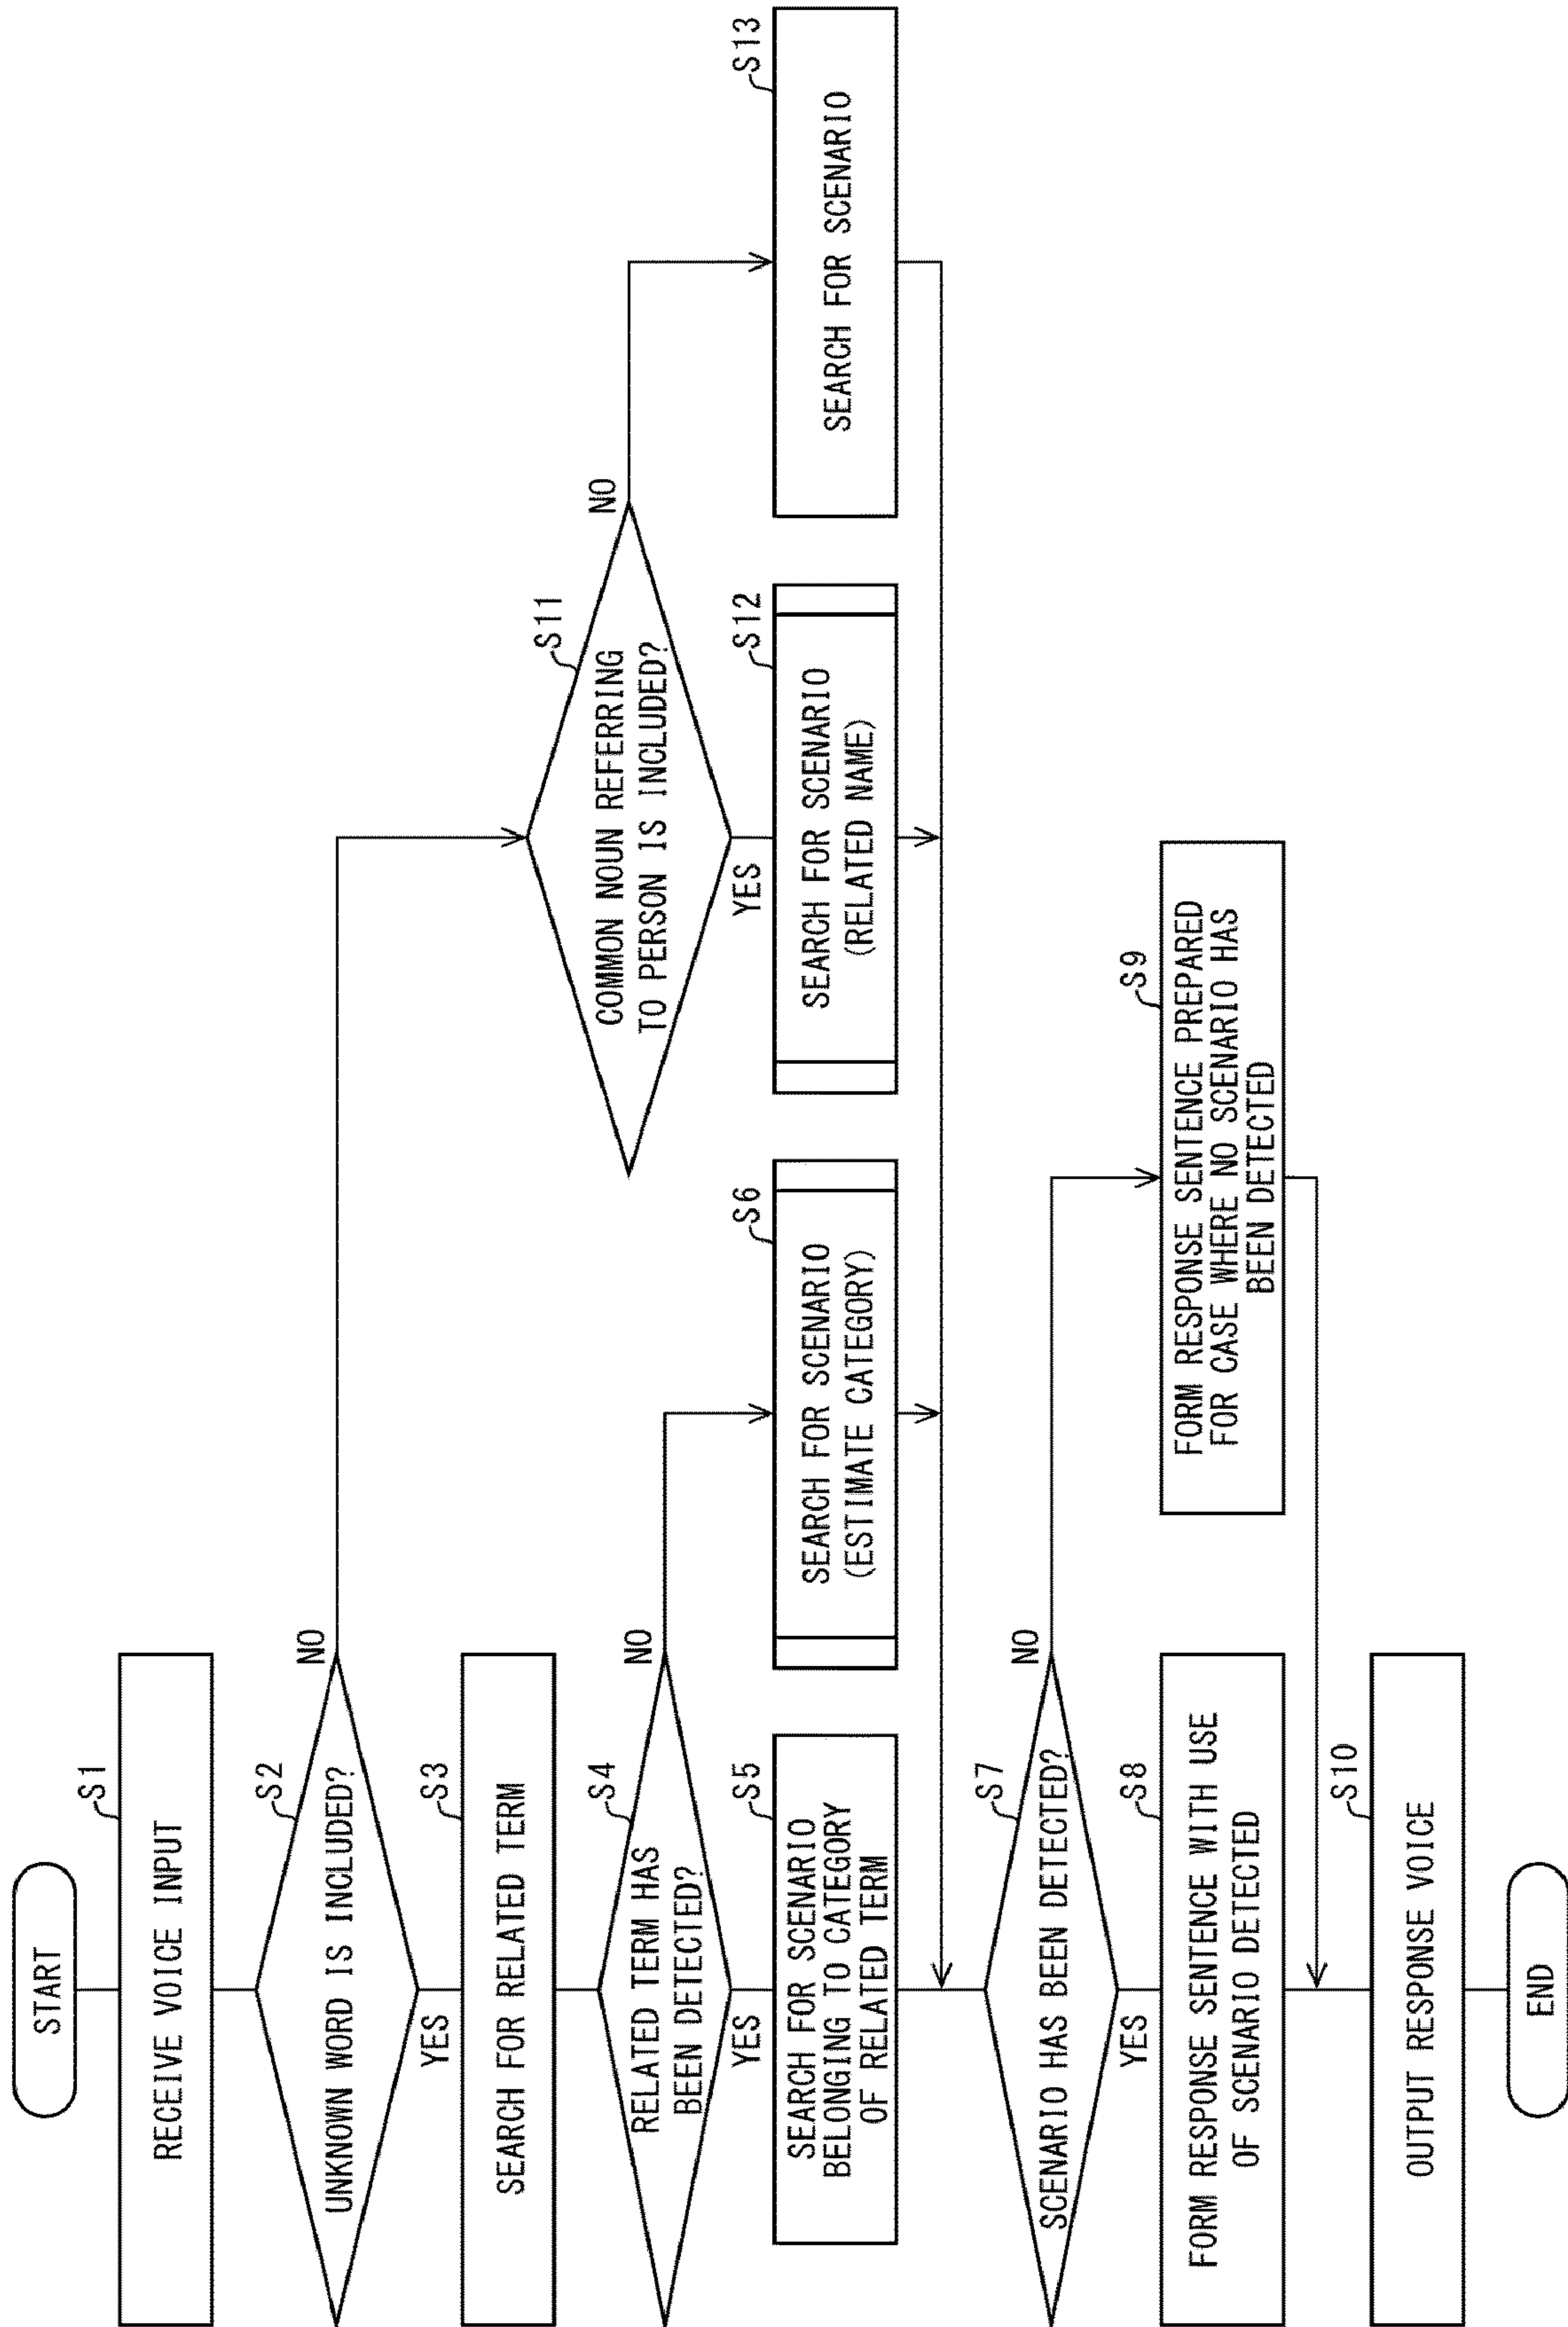 START
S1
RECEIVE VOICE INPUT
S2
UNKNOWN WORD IS INCLUDED?
NO
YES
S3
SEARCH FOR RELATED TERM
S4
RELATED TERM HAS
BEEN DETECTED?
NO
YES
S5
SEARCH FOR SCENARIO
BELONGING TO CATEGORY
OF RELATED TERM
S6
SEARCH FOR SCENARIO
(ESTIMATE CATEGORY)
S11
COMMON NOUN REFERRING
TO PERSON IS INCLUDED?
NO
YES
S12
SEARCH FOR SCENARIO
(RELATED NAME)
S13
SEARCH FOR SCENARIO
S7
SCENARIO HAS BEEN DETECTED?
NO
YES
S8
FORM RESPONSE SENTENCE WITH USE
OF SCENARIO DETECTED
S9
FORM RESPONSE SENTENCE PREPARED
FOR CASE WHERE NO SCENARIO HAS
BEEN DETECTED
S10
OUTPUT RESPONSE VOICE
END